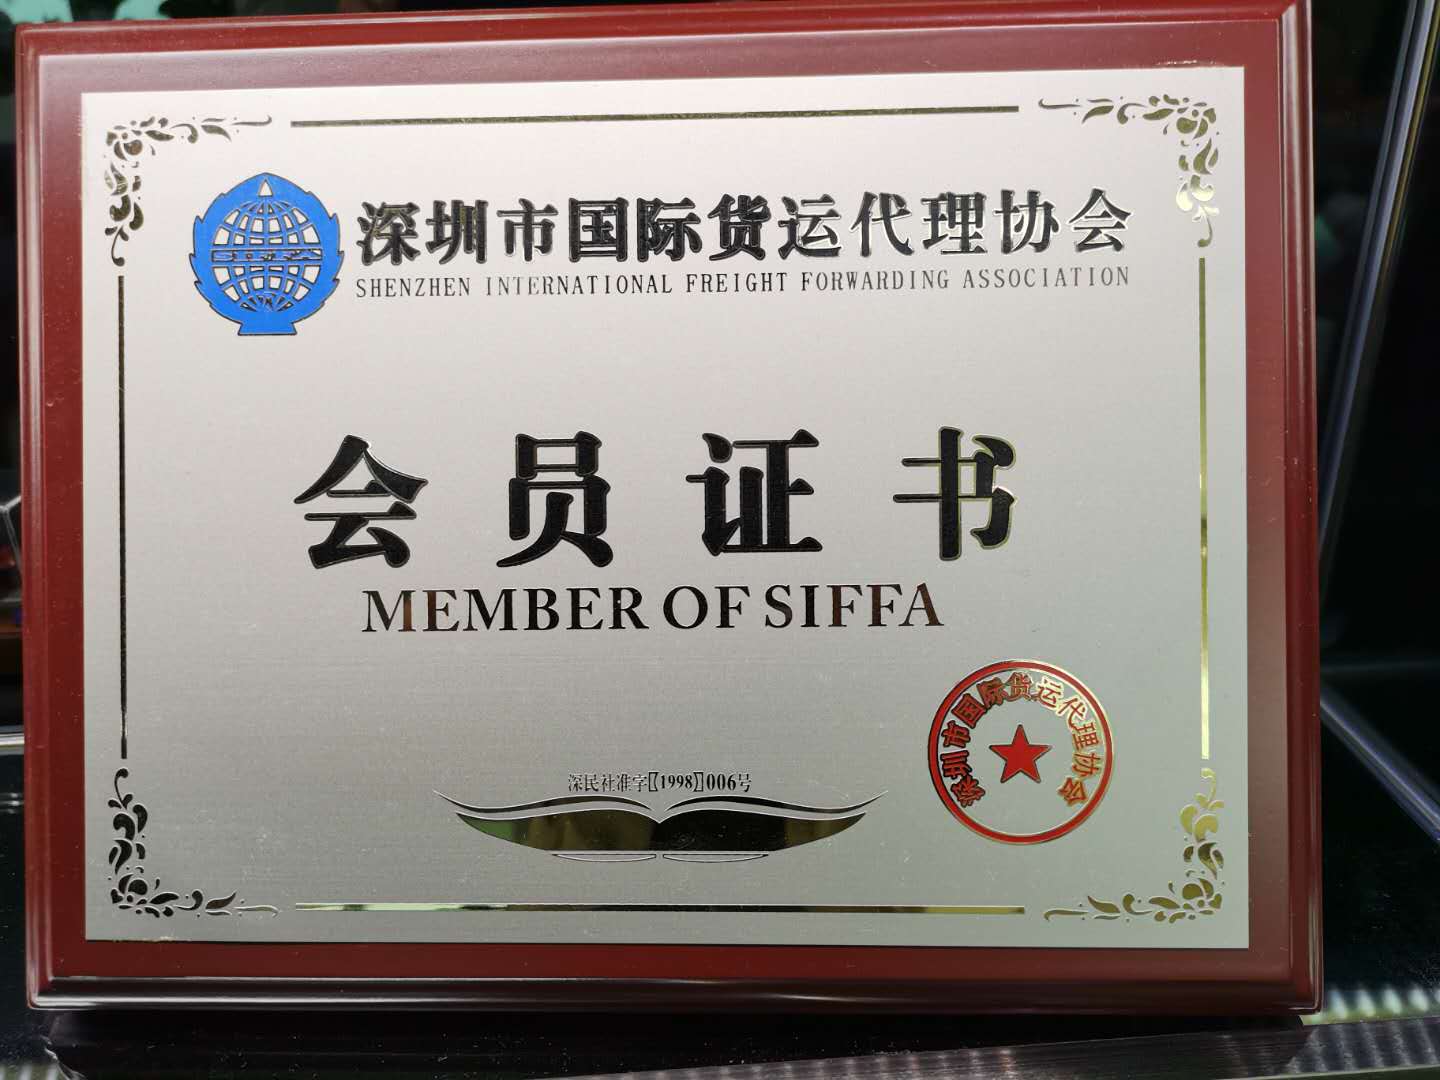 深圳市国际货运代理协会
SHENZHEN INTERNATIONAL FREIGHT FORWARDING ASSOCIATION
会员证书
MEMBER OF SIFFA
深圳市国际货运代理协会
深民社准字〖1998〗006号